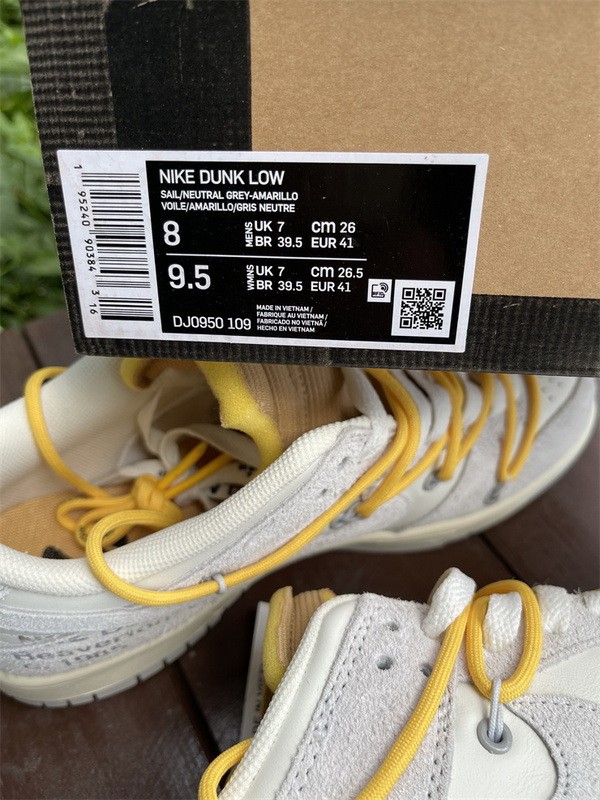 NIKE DUNK LOW
SAIL/NEUTRAL GREY-AMARILLO
VOILE/AMARILLO/GRIS NEUTRE
8 MENS UK 7 cm 26
BR 39.5 EUR 41
9.5 WMNS UK 7 cm 26.5
BR 39.5 EUR 41
DJ0950 109
MADE IN VIETNAM /
FABRIQUE AU VIETNAM /
FABRICADO NO VIETNÃ /
HECHO EN VIETNAM
1 95240 90384 3 16